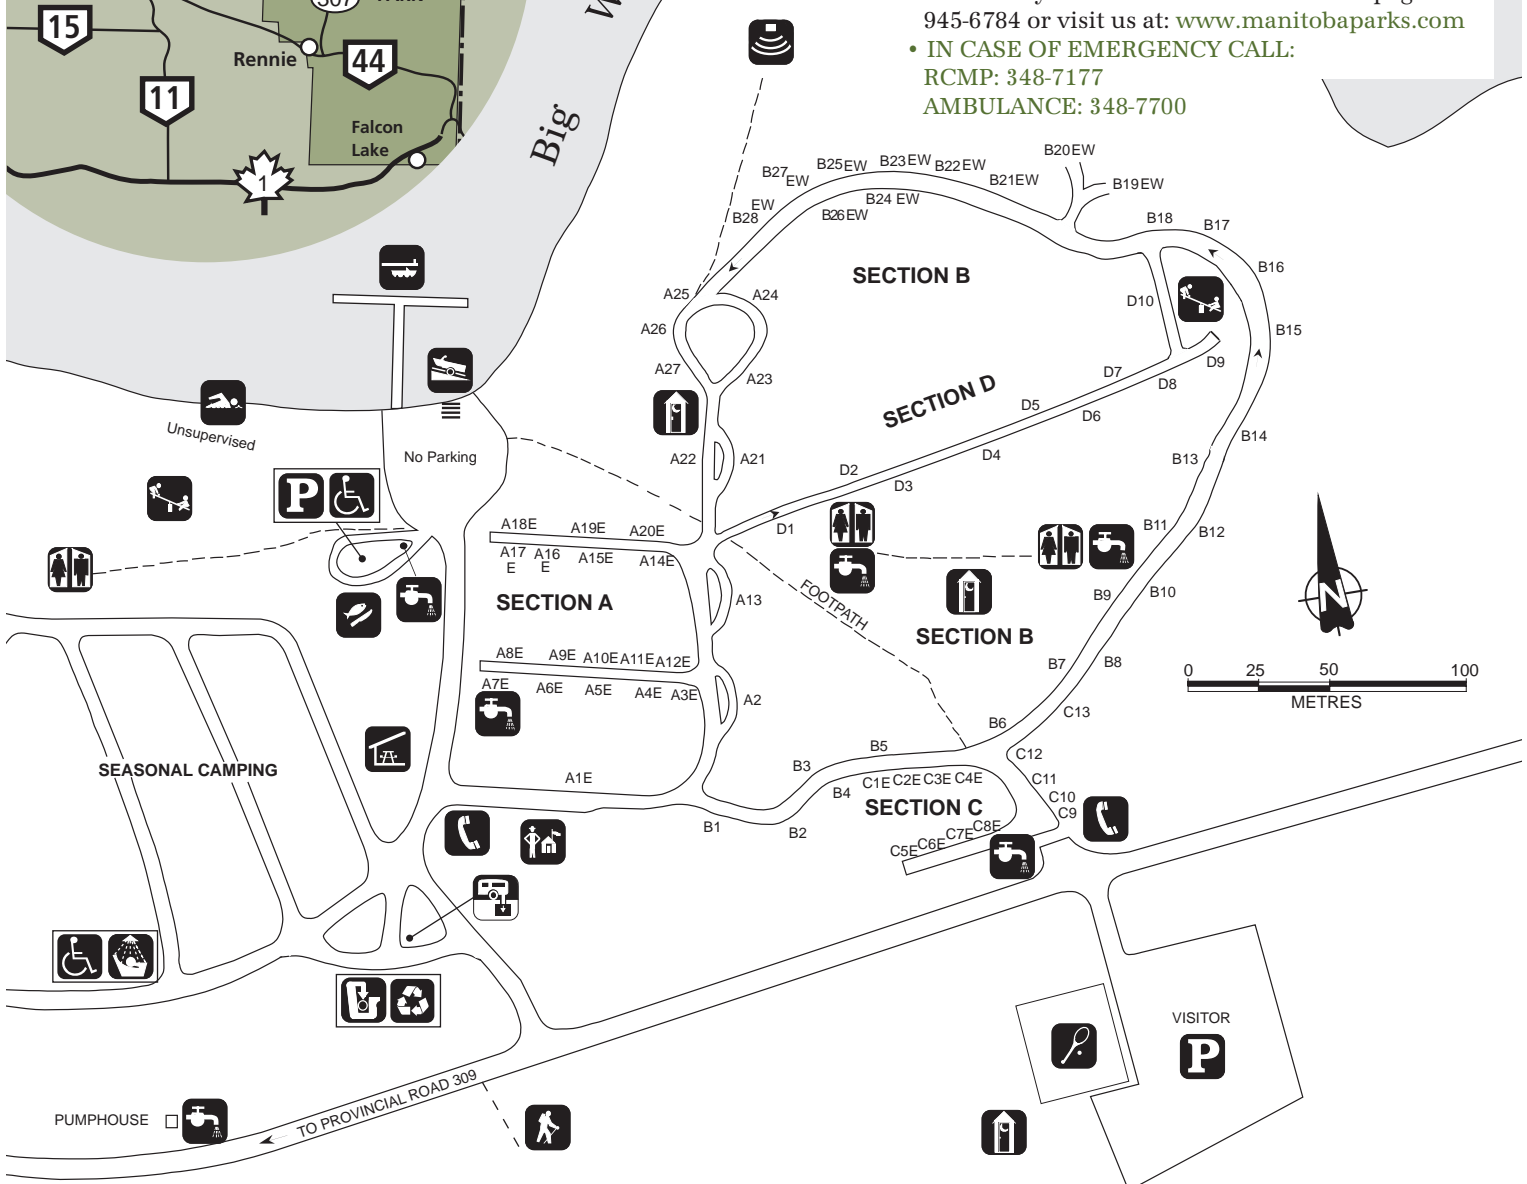 945-6784 or visit us at: www.manitobaparks.com
• IN CASE OF EMERGENCY CALL:
RCMP: 348-7177
AMBULANCE: 348-7700
15
307
Rennie
44
11
Falcon
Lake
1
Big
B20EW
B23EW
B22EW
B25EW
B27
EW
B21EW
B19EW
B24 EW
EW
B28
B26EW
B18
B17
SECTION B
B16
A25
A24
D10
A26
B15
D9
A27
A23
D7
D8
SECTION D
D5
D6
Unsupervised
No Parking
A22
A21
B14
D4
B13
D2
D3
P
A18E
A19E
A20E
D1
B11
B12
A17
E
A16
E
A15E
A14E
SECTION A
A13
FOOTPATH
B9
B10
N
SECTION B
A8E
A9E
A10E
A11E
A12E
B7
B8
0
25
50
100
METRES
A7E
A6E
A5E
A4E
A3E
A2
C13
B6
B5
C12
SEASONAL CAMPING
A1E
B3
B4
C1E
C2E
C3E
C4E
C11
C10
C9
SECTION C
B1
B2
C8E
C7E
C6E
C5E
VISITOR
P
PUMPHOUSE
TO PROVINCIAL ROAD 309